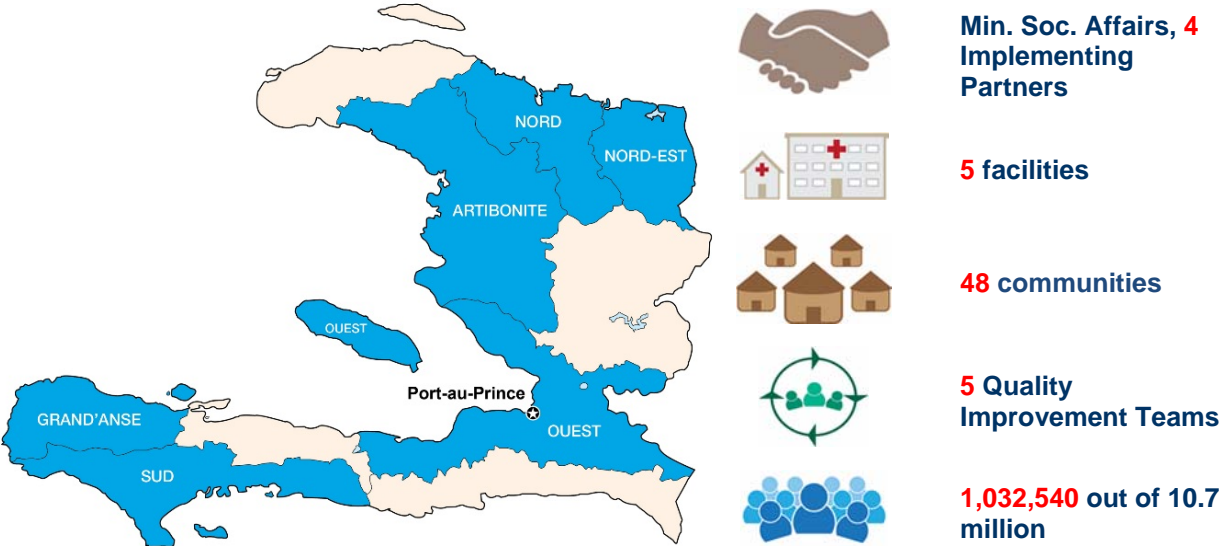 NORD
NORD-EST
ARTIBONITE
OUEST
Port-au-Prince
GRAND'ANSE
OUEST
SUD
Min. Soc. Affairs, 4
Implementing
Partners
5 facilities
48 communities
5 Quality
Improvement Teams
1,032,540 out of 10.7
million